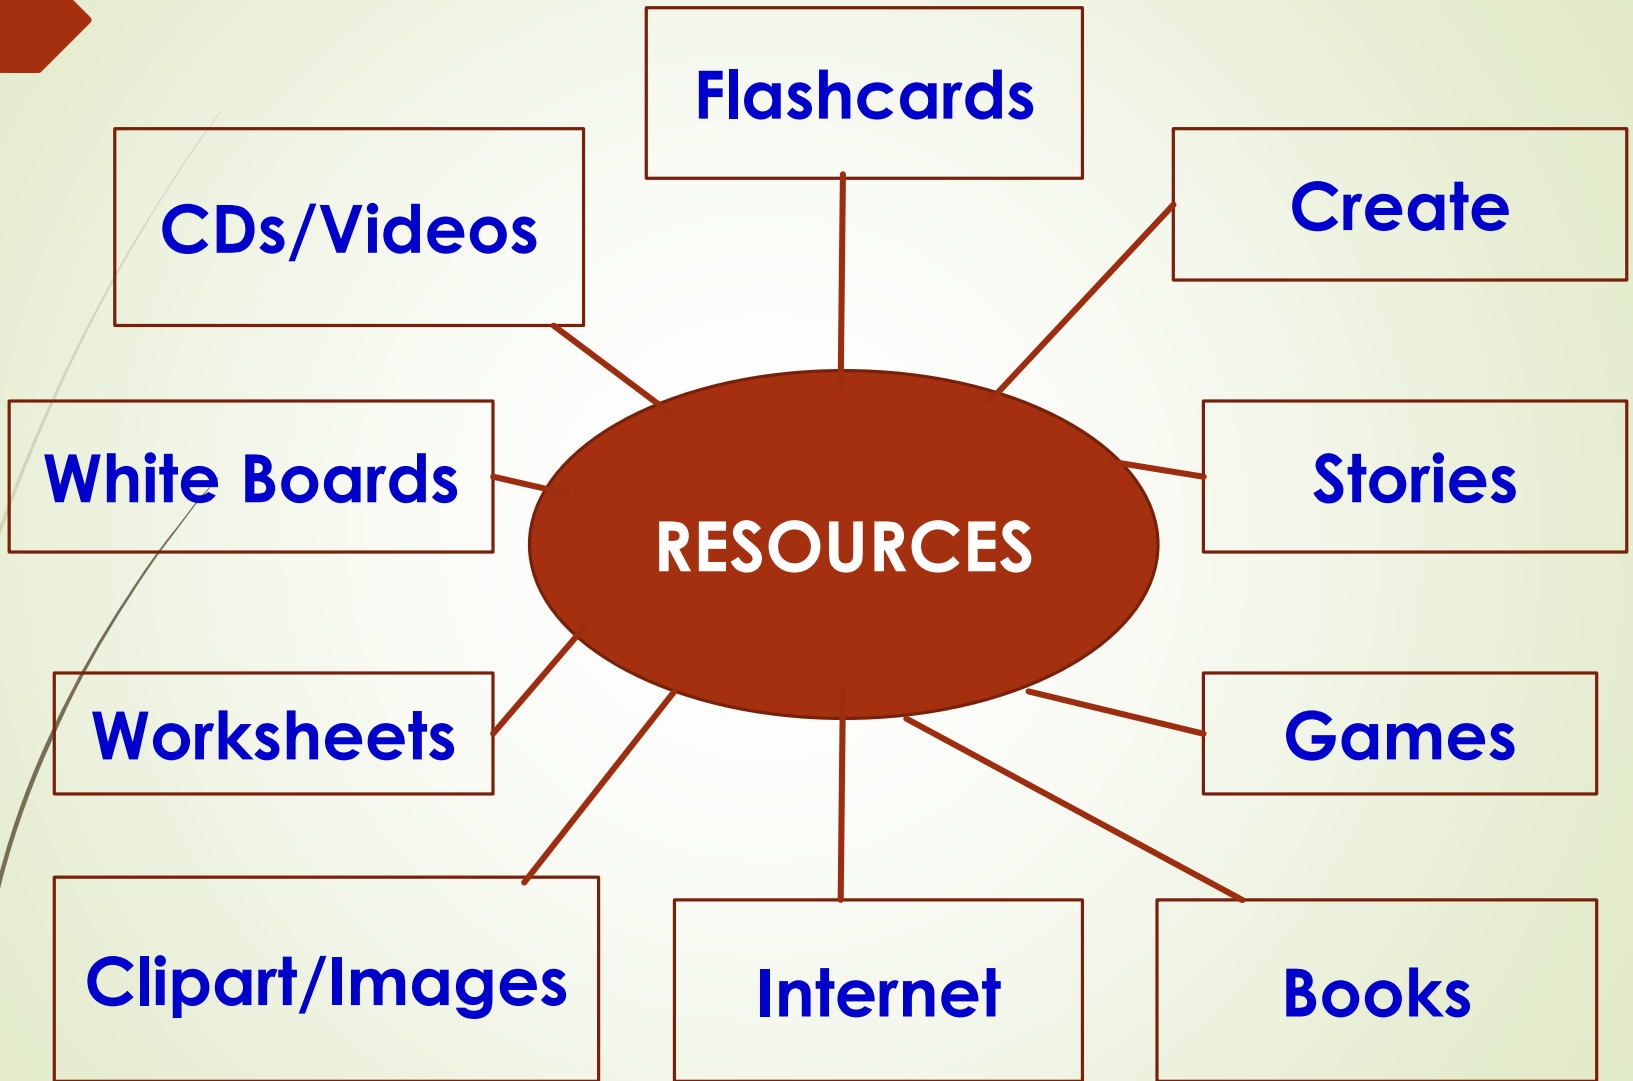 Flashcards
CDs/Videos
Create
White Boards
Stories
RESOURCES
Worksheets
Games
Clipart/Images
Internet
Books